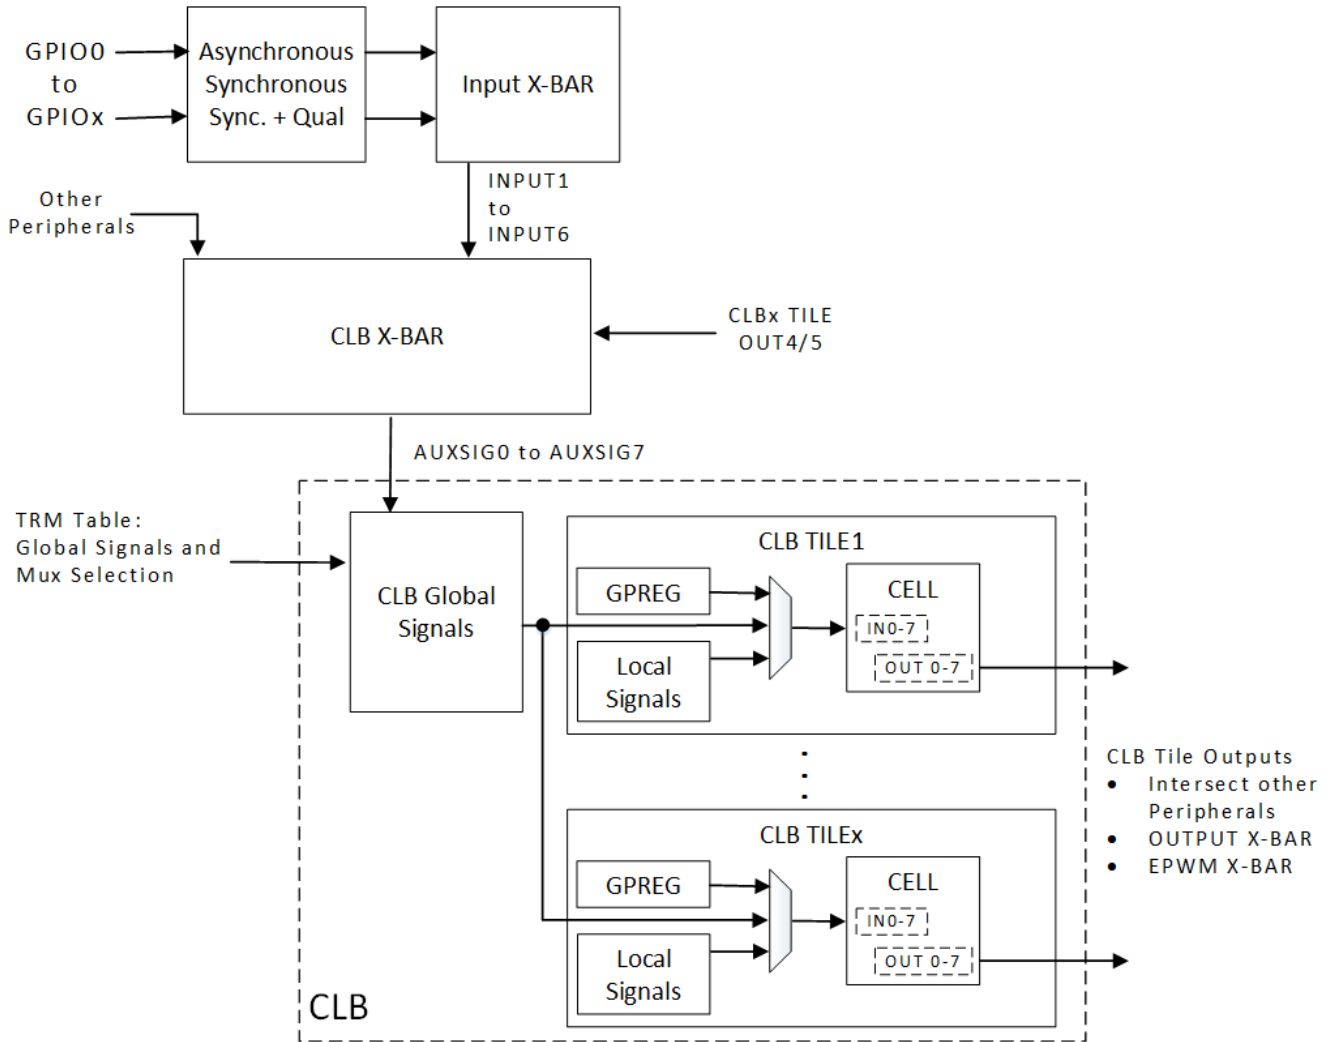 GPIO0
to
GPIOx
Asynchronous
Synchronous
Sync. + Qual
Input X-BAR
INPUT1
to
INPUT6
Other
Peripherals
CLB X-BAR
CLBx TILE
OUT4/5
AUXSIG0 to AUXSIG7
TRM Table:
Global Signals and
Mux Selection
CLB Global
Signals
CLB TILE1
GPREG
Local
Signals
CELL
IN0-7
OUT 0-7
CLB TILEx
GPREG
Local
Signals
CELL
IN0-7
OUT 0-7
CLB
CLB Tile Outputs
• Intersect other
Peripherals
• OUTPUT X-BAR
• EPWM X-BAR